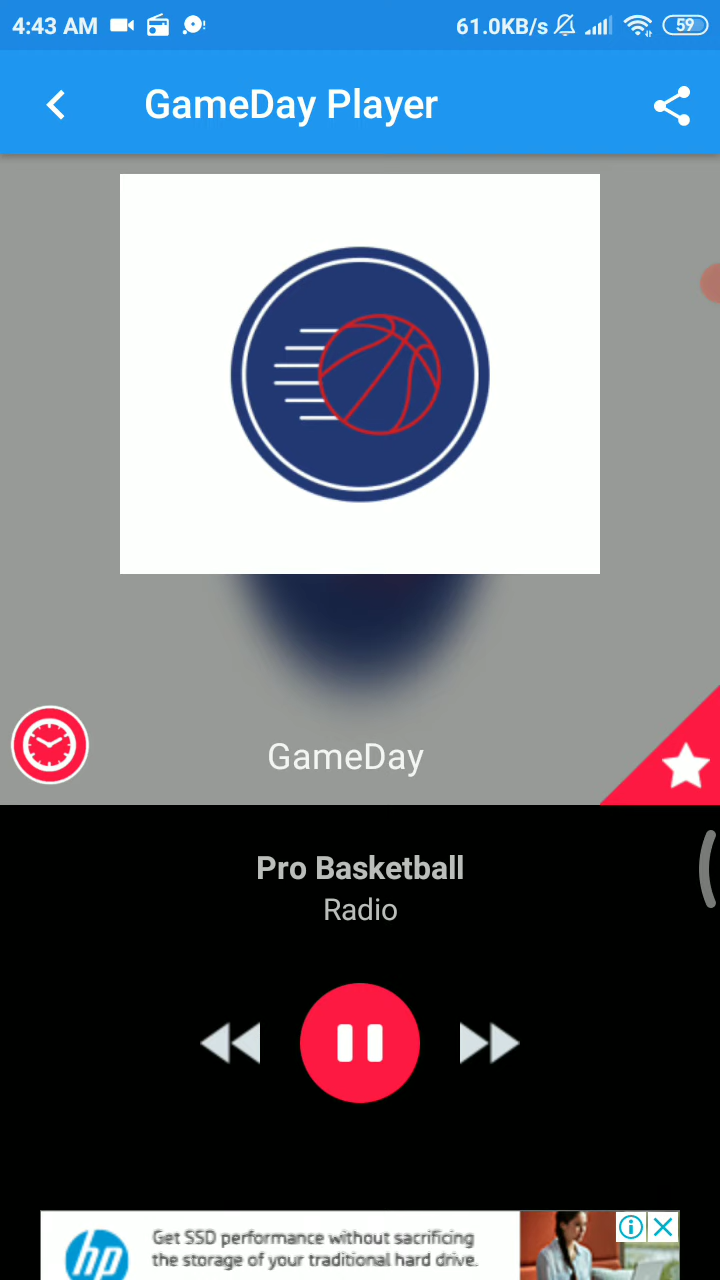 4:43 AM
61.0KB/s
59
GameDay Player
GameDay
Pro Basketball
Radio
hp
Get SSD performance without sacrificing
the storage of your traditional hard drive.